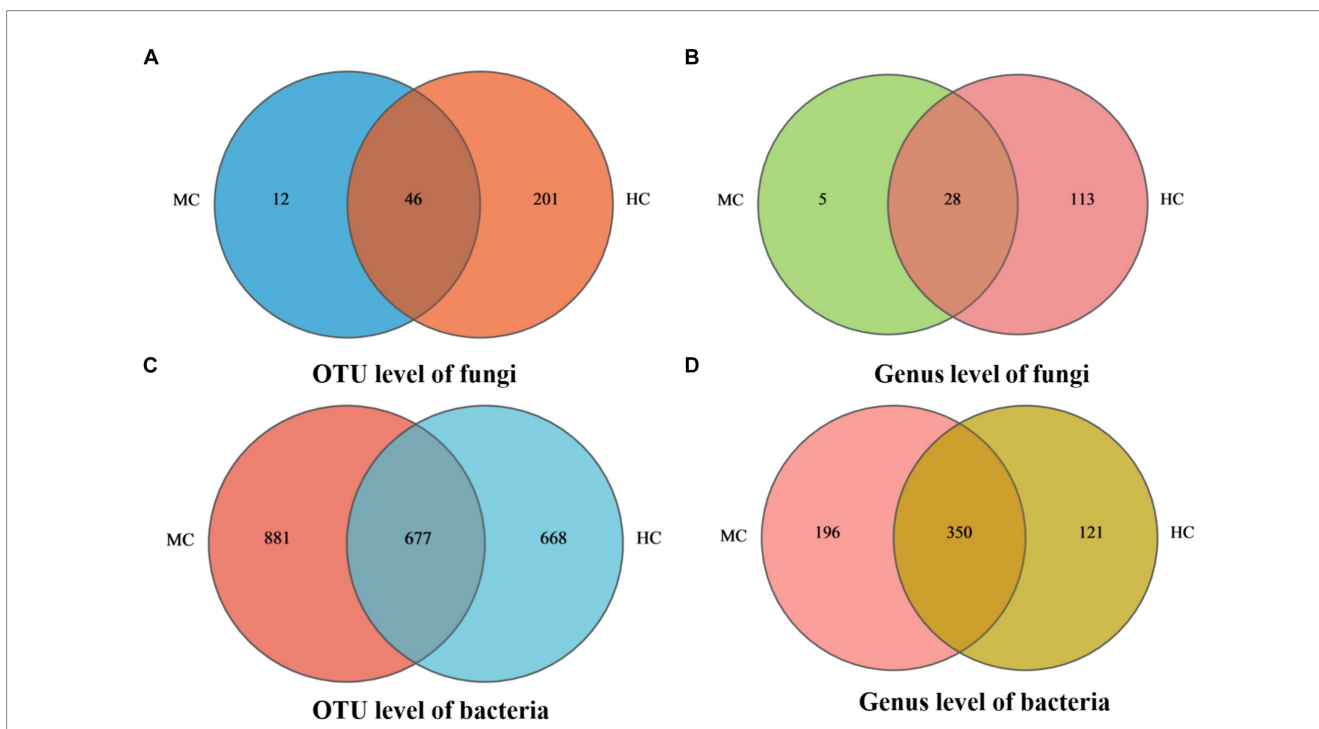 A
MC
12
46
201
HC
OTU level of fungi
B
MC
5
28
113
HC
Genus level of fungi
C
MC
881
677
668
HC
OTU level of bacteria
D
MC
196
350
121
HC
Genus level of bacteria